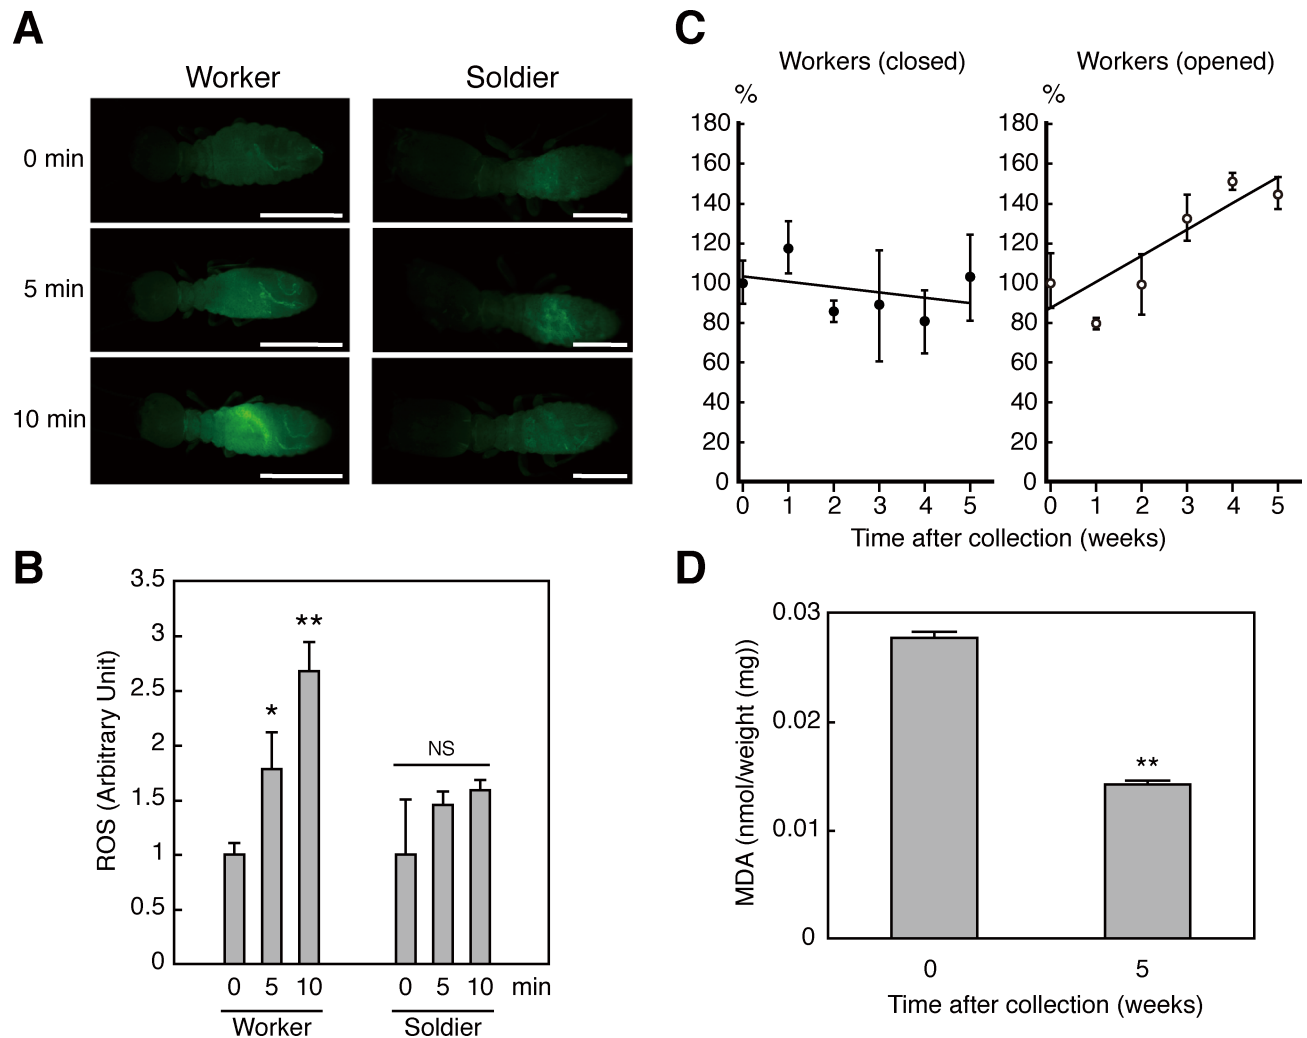 A
Worker
Soldier
0 min
5 min
10 min
B
ROS (Arbitrary Unit)
3.5
3
2.5
2
1.5
1
0.5
0
*
**
NS
0 5 10 0 5 10 min
Worker
Soldier
C
Workers (closed)
%
180
160
140
120
100
80
60
40
20
0
0 1 2 3 4 5
Workers (opened)
%
180
160
140
120
100
80
60
40
20
0
0 1 2 3 4 5
Time after collection (weeks)
D
MDA (nmol/weight (mg))
0.03
0.02
0.01
0
**
0 5
Time after collection (weeks)